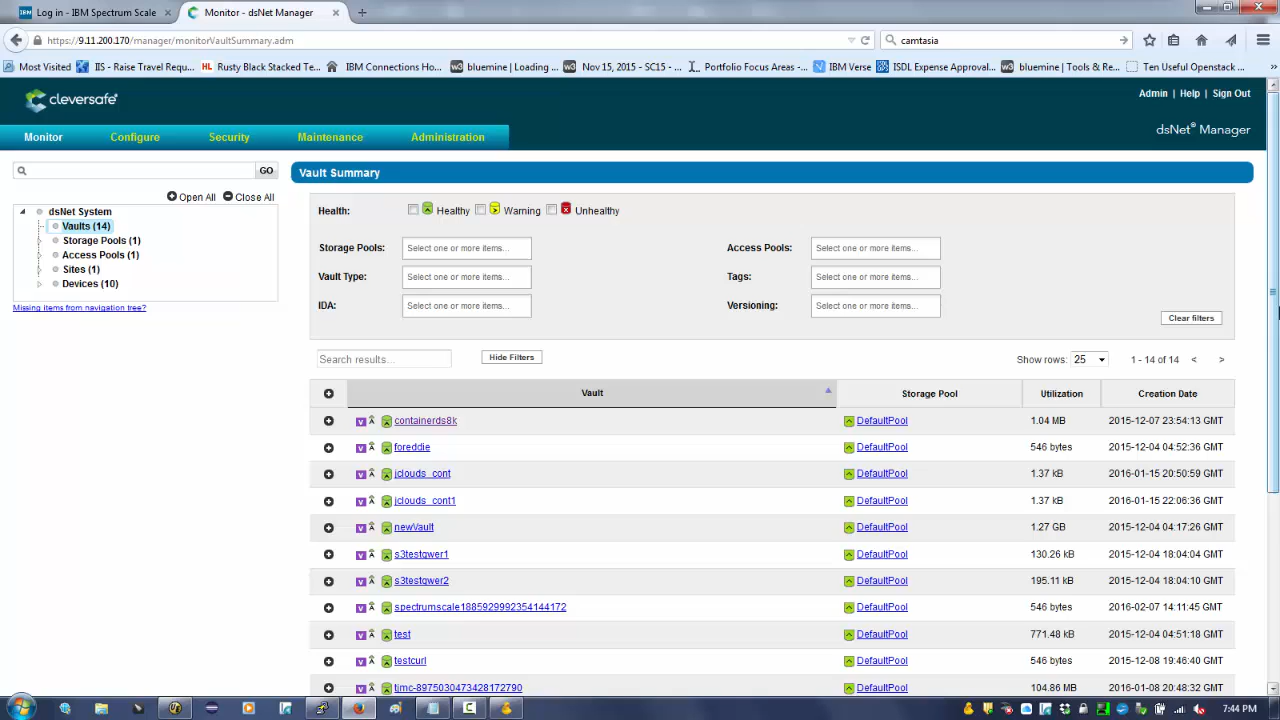 Log in - IBM Spectrum Scale
Monitor - dsNet Manager
https://9.11.200.170/manager/monitorVaultSummary.adm
camtasia
Most Visited
IIS - Raise Travel Requ...
Rusty Black Stacked Te...
IBM Connections Ho...
bluemine | Loading ...
Nov 15, 2015 - SC15 - ...
Portfolio Focus Areas -...
IBM Verse
ISDL Expense Approval...
bluemine | Tools & Re...
Ten Useful Openstack ...
cleversafe
Admin | Help | Sign Out
dsNet® Manager
Monitor
Configure
Security
Maintenance
Administration
GO
Open All
Close All
dsNet System
Vaults (14)
Storage Pools (1)
Access Pools (1)
Sites (1)
Devices (10)
Missing items from navigation tree?
Vault Summary
Health:
Healthy
Warning
Unhealthy
Storage Pools: Select one or more items...
Access Pools: Select one or more items...
Vault Type: Select one or more items...
Tags: Select one or more items...
IDA: Select one or more items...
Versioning: Select one or more items...
Clear filters
Search results...
Hide Filters
Show rows: 25
1 - 14 of 14 < >
Vault Storage Pool Utilization Creation Date
containerds8k DefaultPool 1.04 MB 2015-12-07 23:54:13 GMT
foreddie DefaultPool 546 bytes 2015-12-04 04:52:36 GMT
jclouds_cont DefaultPool 1.37 kB 2016-01-15 20:50:59 GMT
jclouds_cont1 DefaultPool 1.37 kB 2016-01-15 22:06:36 GMT
newVault DefaultPool 1.27 GB 2015-12-04 04:17:26 GMT
s3testqwer1 DefaultPool 130.26 kB 2015-12-04 18:04:04 GMT
s3testqwer2 DefaultPool 195.11 kB 2015-12-04 18:04:10 GMT
spectrumscale1885929992354144172 DefaultPool 546 bytes 2016-02-07 14:11:45 GMT
test DefaultPool 771.48 kB 2015-12-04 04:51:18 GMT
testcurl DefaultPool 546 bytes 2015-12-08 19:46:40 GMT
tjmc-8975030473428172790 DefaultPool 104.86 MB 2016-01-08 20:48:32 GMT
7:44 PM